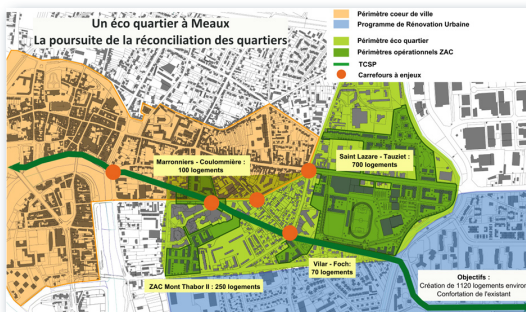 Un éco quartier à Meaux
La poursuite de la réconciliation des quartiers
Périmètre coeur de ville
Programme de Rénovation Urbaine
Périmètre éco quartier
Périmètres opérationnels ZAC
TCSP
Carrefours à enjeux
Marronniers - Coulommière :
100 logements
Saint Lazare - Tauziet :
700 logements
Vilar - Foch:
70 logements
ZAC Mont Thabor II : 250 logements
Objectifs :
Création de 1120 logements environ
Confortation de l'existant